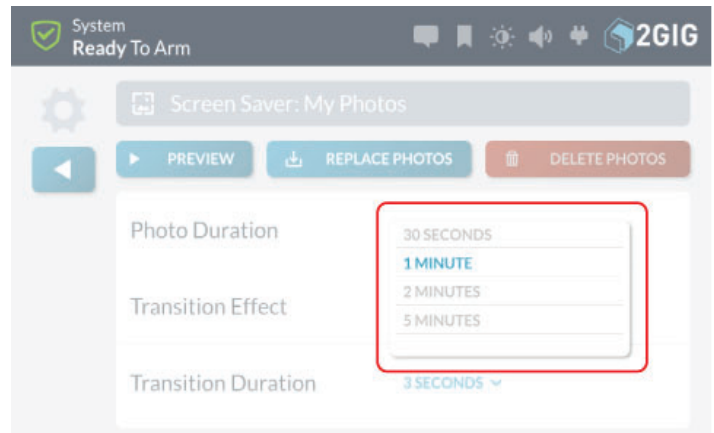 System
Ready To Arm
2GIG
Screen Saver: My Photos
PREVIEW
REPLACE PHOTOS
DELETE PHOTOS
Photo Duration
30 SECONDS
1 MINUTE
2 MINUTES
5 MINUTES
Transition Effect
Transition Duration
3 SECONDS